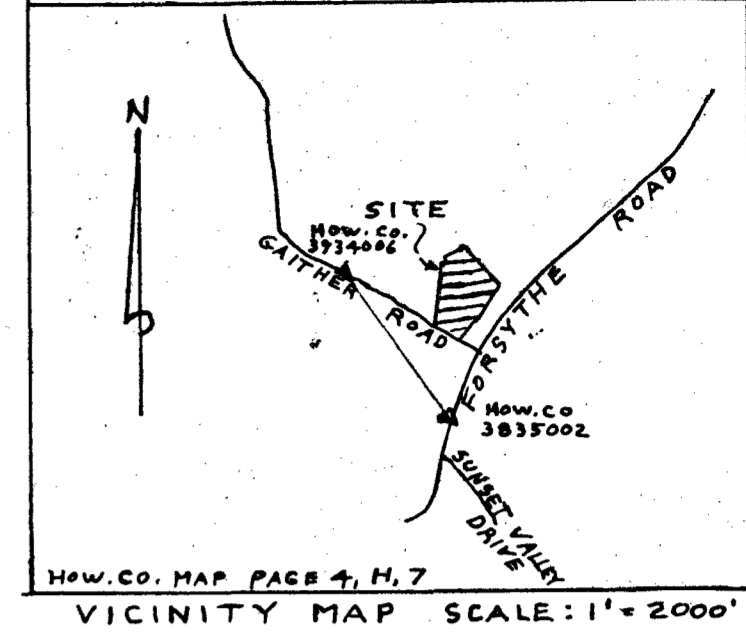 N
SITE
HOW. CO.
3934006
GAITHER ROAD
FORSYTHE ROAD
HOW. CO
3835002
SUNSET VALLEY
DRIVE
HOW. CO. MAP PAGE 4, H, 7
VICINITY MAP SCALE: 1' = 2000'